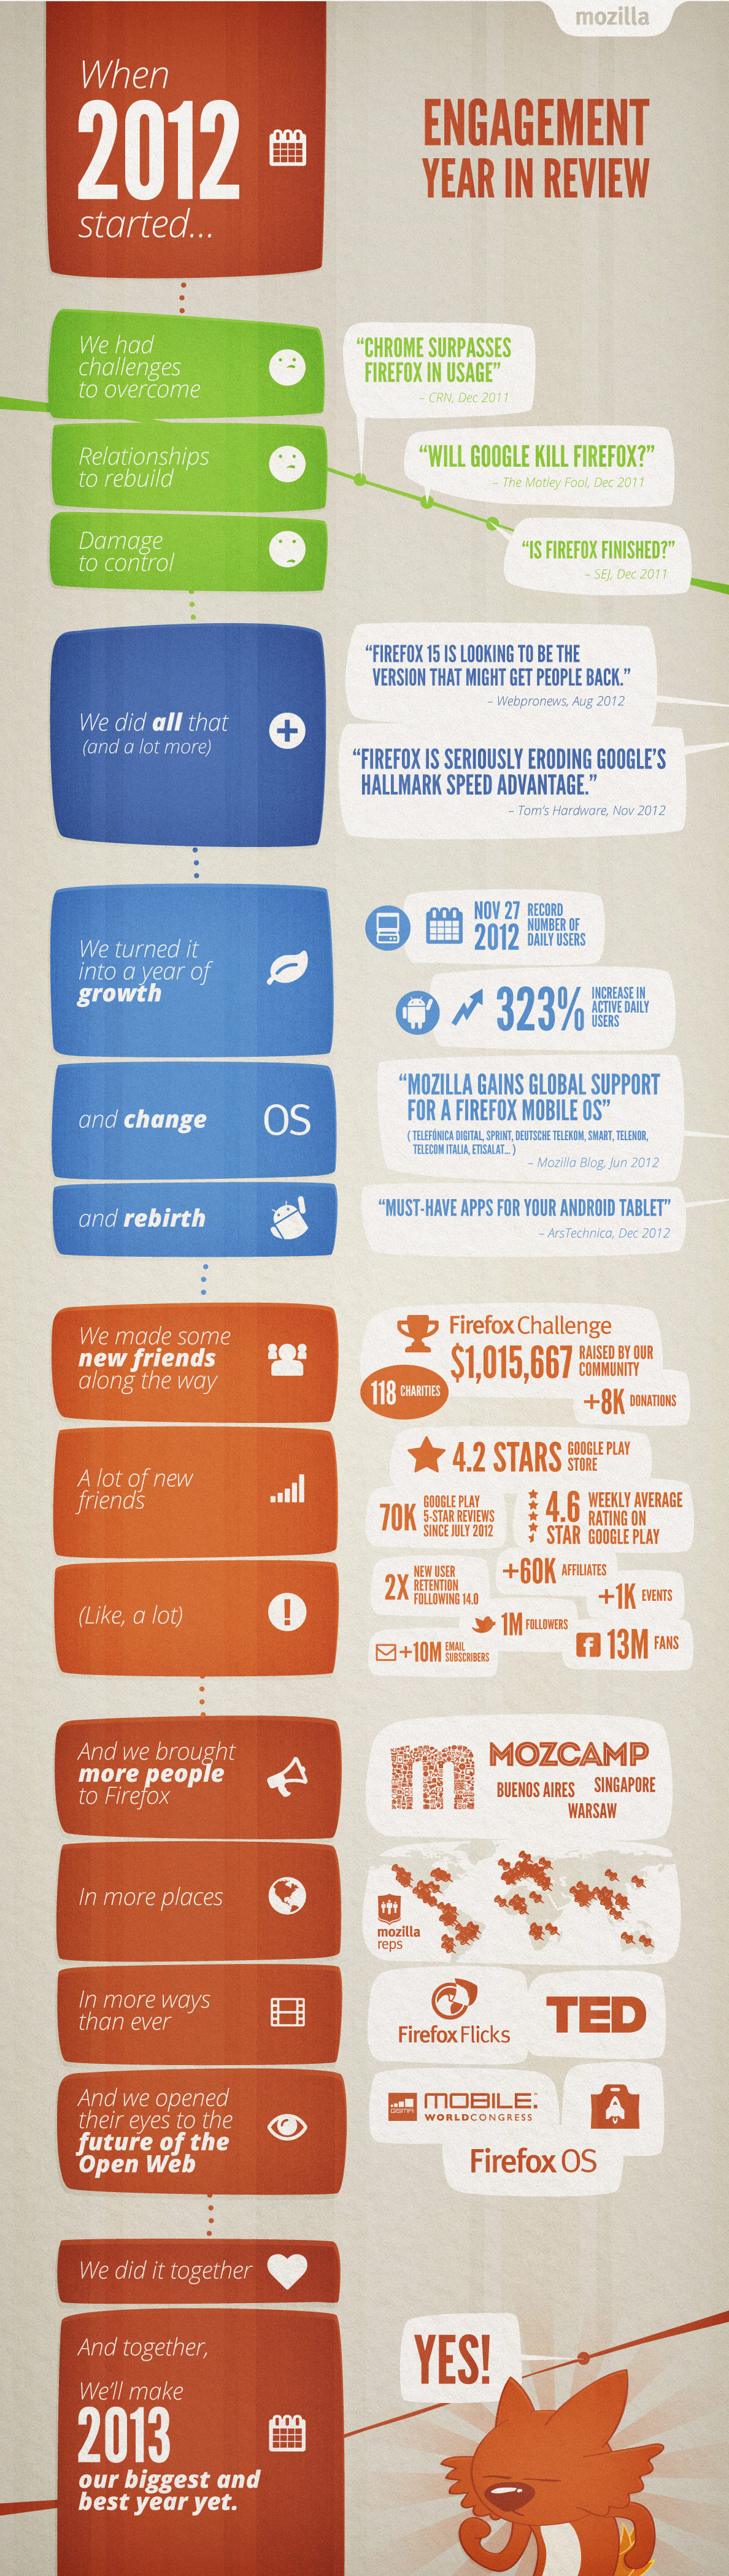 mozilla
When
2012
started...
ENGAGEMENT
YEAR IN REVIEW
We had
challenges
to overcome
“CHROME SURPASSES
FIREFOX IN USAGE”
– CRN, Dec 2011
Relationships
to rebuild
“WILL GOOGLE KILL FIREFOX?”
– The Motley Fool, Dec 2011
Damage
to control
“IS FIREFOX FINISHED?”
– SEJ, Dec 2011
We did all that
(and a lot more)
“FIREFOX 15 IS LOOKING TO BE THE
VERSION THAT MIGHT GET PEOPLE BACK.”
– Webpronews, Aug 2012
“FIREFOX IS SERIOUSLY ERODING GOOGLE’S
HALLMARK SPEED ADVANTAGE.”
– Tom’s Hardware, Nov 2012
We turned it
into a year of
growth
NOV 27
2012
RECORD
NUMBER OF
DAILY USERS
323%
INCREASE IN
ACTIVE DAILY
USERS
and change
OS
“MOZILLA GAINS GLOBAL SUPPORT
FOR A FIREFOX MOBILE OS”
( TELEFÓNICA DIGITAL, SPRINT, DEUTSCHE TELEKOM, SMART, TELENOR,
TELECOM ITALIA, ETISALAT... )
– Mozilla Blog, Jun 2012
and rebirth
“MUST-HAVE APPS FOR YOUR ANDROID TABLET”
– ArsTechnica, Dec 2012
We made some
new friends
along the way
Firefox Challenge
$1,015,667
RAISED BY OUR
COMMUNITY
118 CHARITIES
+8K DONATIONS
A lot of new
friends
4.2 STARS
GOOGLE PLAY
STORE
70K
GOOGLE PLAY
5-STAR REVIEWS
SINCE JULY 2012
4.6
STAR
WEEKLY AVERAGE
RATING ON
GOOGLE PLAY
(Like, a lot)
2X
NEW USER
RETENTION
FOLLOWING 14.0
+60K AFFILIATES
+1K EVENTS
1M FOLLOWERS
13M FANS
+10M
EMAIL
SUBSCRIBERS
And we brought
more people
to Firefox
m
MOZCAMP
BUENOS AIRES
SINGAPORE
WARSAW
In more places
mozilla
reps
In more ways
than ever
Firefox Flicks
TED
And we opened
their eyes to the
future of the
Open Web
GSMA
MOBILE
WORLD CONGRESS
Firefox OS
We did it together
And together,
We’ll make
2013
our biggest and
best year yet.
YES!